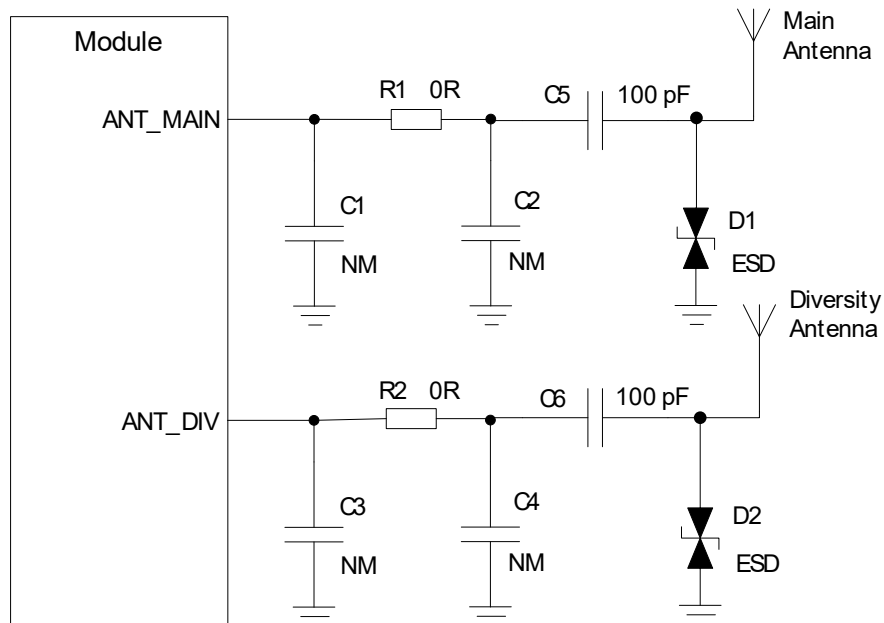 Module
Main
Antenna
R1 0R
C5 100 pF
ANT_MAIN
C1
C2
D1
NM
NM
ESD
Diversity
Antenna
R2 0R
C6 100 pF
ANT_DIV
C3
C4
D2
NM
NM
ESD